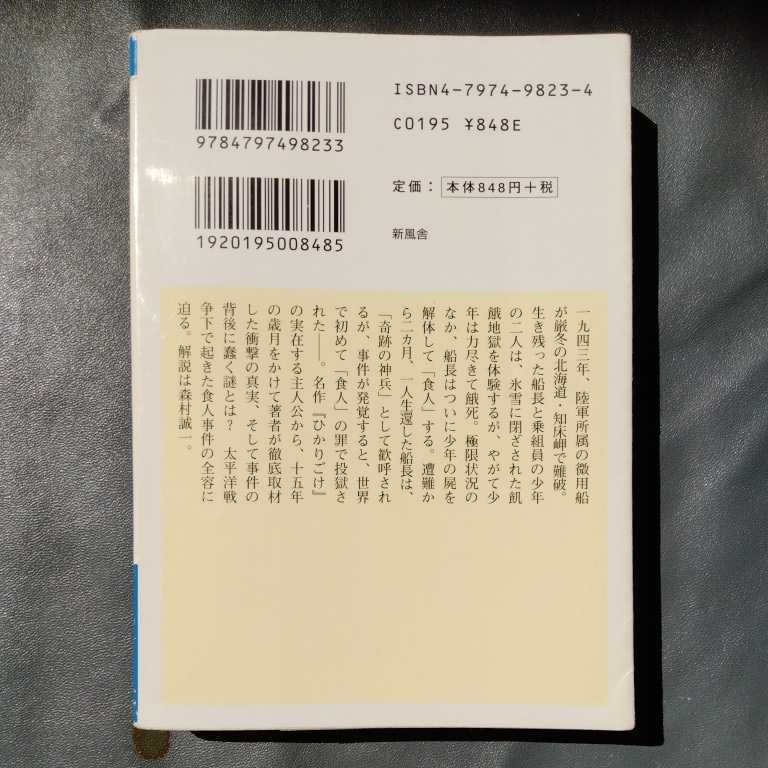 9784797498233
1920195008485
ISBN4-7974-9823-4
C0195 ¥848E
定価： 本体848円＋税
新風舎
一九四三年、陸軍所属の徴用船
が厳冬の北海道・知床岬で難破。
生き残った船長と乗組員の少年
の二人は、氷雪に閉ざされた飢
餓地獄を体験するが、やがて少
年は力尽きて餓死。極限状況の
なか、船長はついに少年の屍を
解体して「食人」する。遭難か
ら二カ月、一人生還した船長は、
「奇跡の神兵」として歓呼され
るが、事件が発覚すると、世界
で初めて「食人」の罪で投獄さ
れた――。名作『ひかりごけ』
の実在する主人公から、十五年
の歳月をかけて著者が徹底取材
した衝撃の真実、そして事件の
背後に蠢く謎とは？　太平洋戦
争下で起きた食人事件の全容に
迫る。解説は森村誠一。